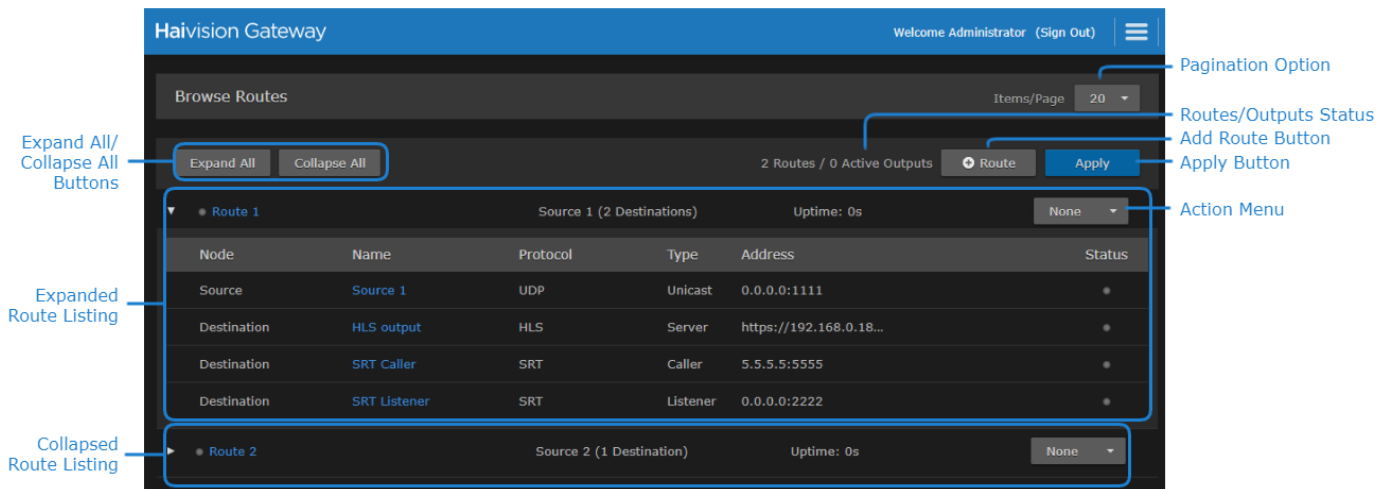 Haivision Gateway
Welcome Administrator (Sign Out)
Pagination Option
Browse Routes
Items/Page 20
Routes/Outputs Status
Add Route Button
Apply Button
Expand All/
Collapse All
Buttons
Expand All Collapse All
2 Routes / 0 Active Outputs Route Apply
Route 1 Source 1 (2 Destinations) Uptime: 0s None
Action Menu
Node Name Protocol Type Address Status
Source Source 1 UDP Unicast 0.0.0.0:1111
Expanded
Route Listing
Destination HLS output HLS Server https://192.168.0.18...
Destination SRT Caller SRT Caller 5.5.5.5:5555
Destination SRT Listener SRT Listener 0.0.0.0:2222
Collapsed
Route Listing
Route 2 Source 2 (1 Destination) Uptime: 0s None